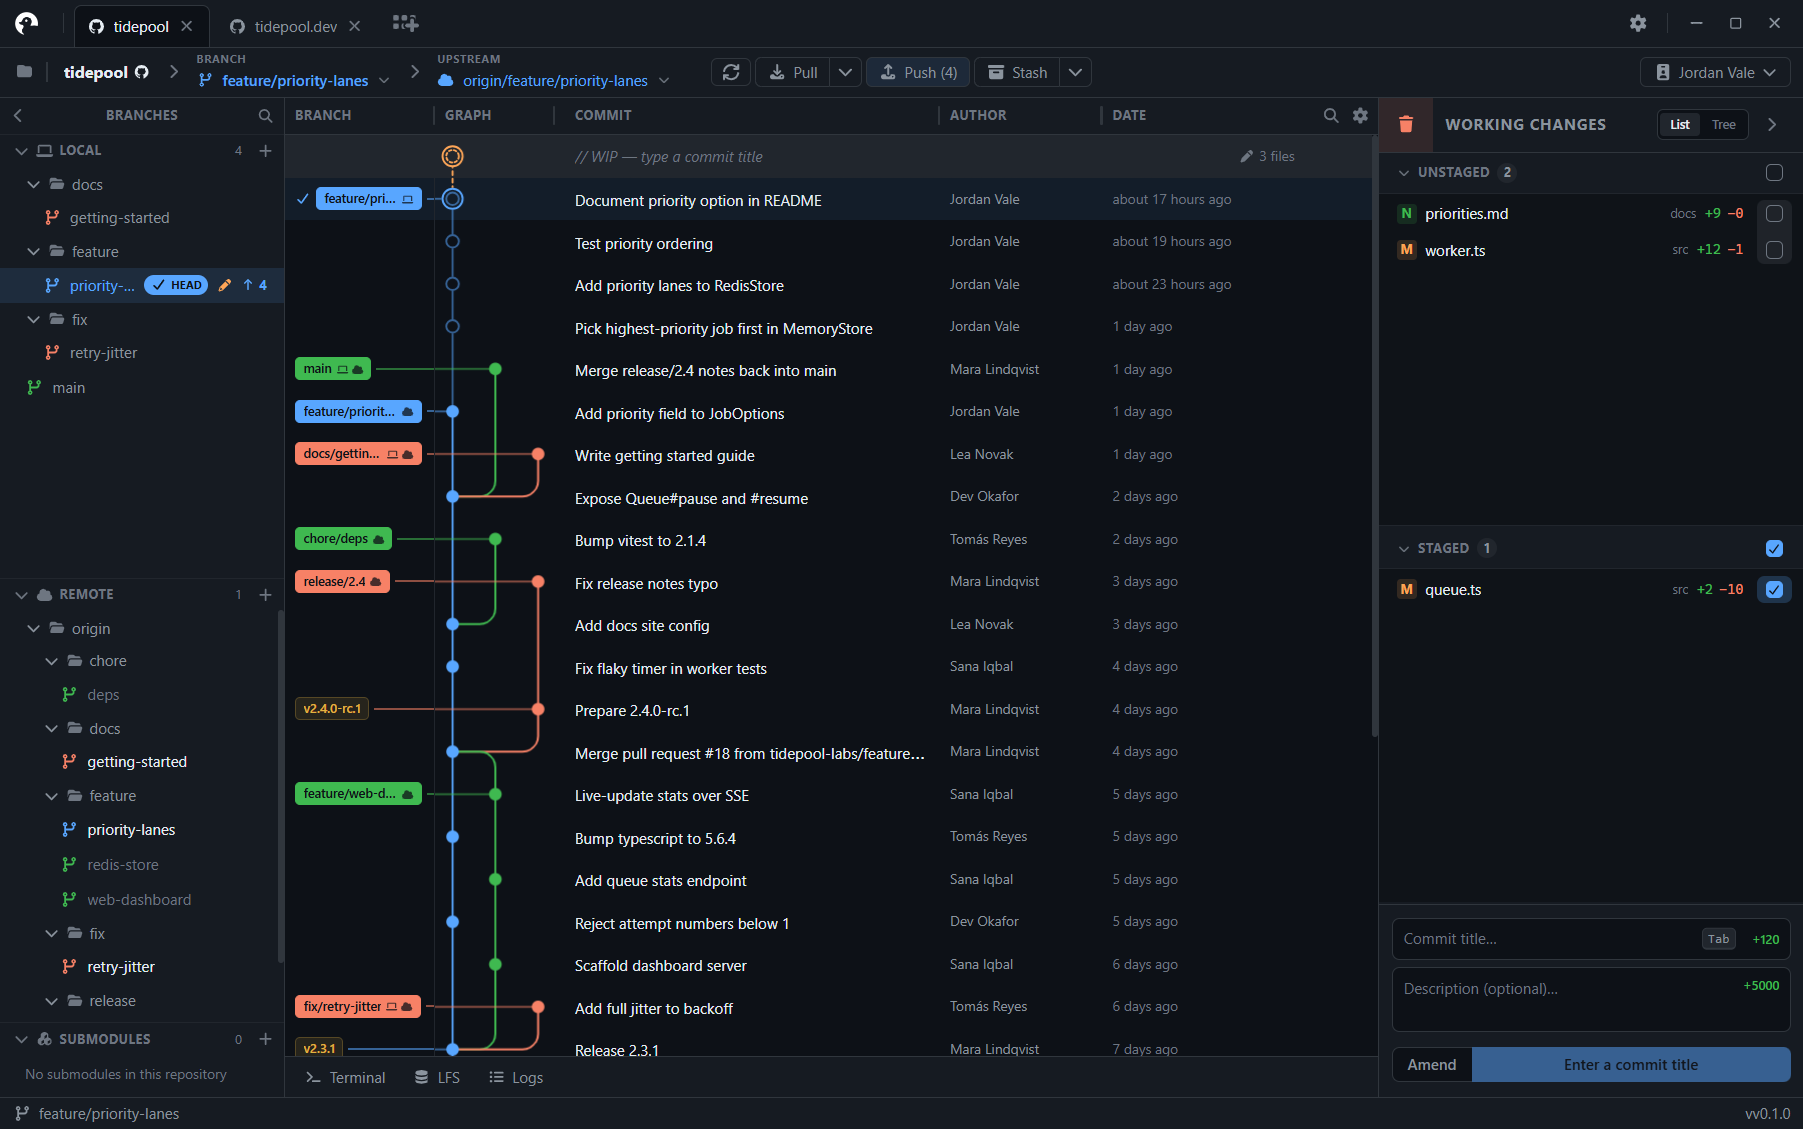 tidepool
tidepool.dev
tidepool
BRANCH
feature/priority-lanes
UPSTREAM
origin/feature/priority-lanes
Pull
Push (4)
Stash
Jordan Vale
BRANCHES
LOCAL 4
docs
getting-started
feature
priority-... HEAD 4
fix
retry-jitter
main
REMOTE 1
origin
chore
deps
docs
getting-started
feature
priority-lanes
redis-store
web-dashboard
fix
retry-jitter
release
SUBMODULES 0
No submodules in this repository
BRANCH GRAPH COMMIT AUTHOR DATE
// WIP — type a commit title 3 files
feature/pri... Document priority option in README Jordan Vale about 17 hours ago
Test priority ordering Jordan Vale about 19 hours ago
Add priority lanes to RedisStore Jordan Vale about 23 hours ago
Pick highest-priority job first in MemoryStore Jordan Vale 1 day ago
main Merge release/2.4 notes back into main Mara Lindqvist 1 day ago
feature/priorit... Add priority field to JobOptions Jordan Vale 1 day ago
docs/gettin... Write getting started guide Lea Novak 1 day ago
Expose Queue#pause and #resume Dev Okafor 2 days ago
chore/deps Bump vitest to 2.1.4 Tomás Reyes 2 days ago
release/2.4 Fix release notes typo Mara Lindqvist 3 days ago
Add docs site config Lea Novak 3 days ago
Fix flaky timer in worker tests Sana Iqbal 4 days ago
v2.4.0-rc.1 Prepare 2.4.0-rc.1 Mara Lindqvist 4 days ago
Merge pull request #18 from tidepool-labs/feature... Mara Lindqvist 4 days ago
feature/web-d... Live-update stats over SSE Sana Iqbal 5 days ago
Bump typescript to 5.6.4 Tomás Reyes 5 days ago
Add queue stats endpoint Sana Iqbal 5 days ago
Reject attempt numbers below 1 Dev Okafor 5 days ago
Scaffold dashboard server Sana Iqbal 6 days ago
fix/retry-jitter Add full jitter to backoff Tomás Reyes 6 days ago
v2.3.1 Release 2.3.1 Mara Lindqvist 7 days ago
Terminal LFS Logs
WORKING CHANGES List Tree
UNSTAGED 2
N priorities.md docs +9 −0
M worker.ts src +12 −1
STAGED 1
M queue.ts src +2 −10
Commit title... Tab +120
Description (optional)... +5000
Amend Enter a commit title
feature/priority-lanes vv0.1.0